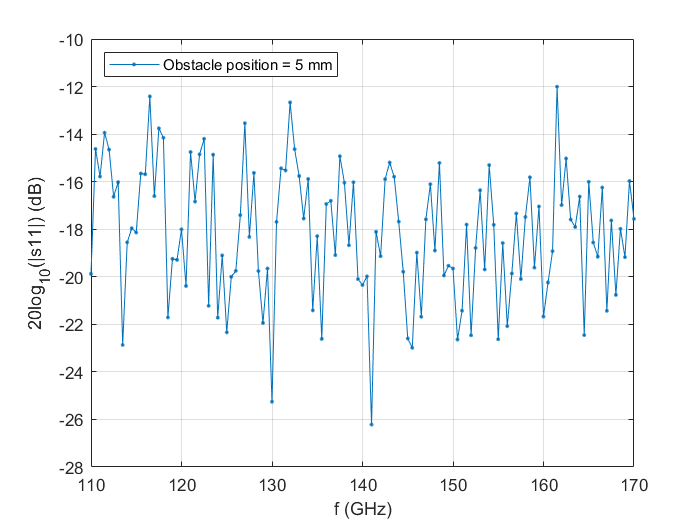 Obstacle position = 5 mm
-10
-12
-14
-16
-18
-20
-22
-24
-26
-28
20log10(|s11|) (dB)
110 120 130 140 150 160 170
f (GHz)